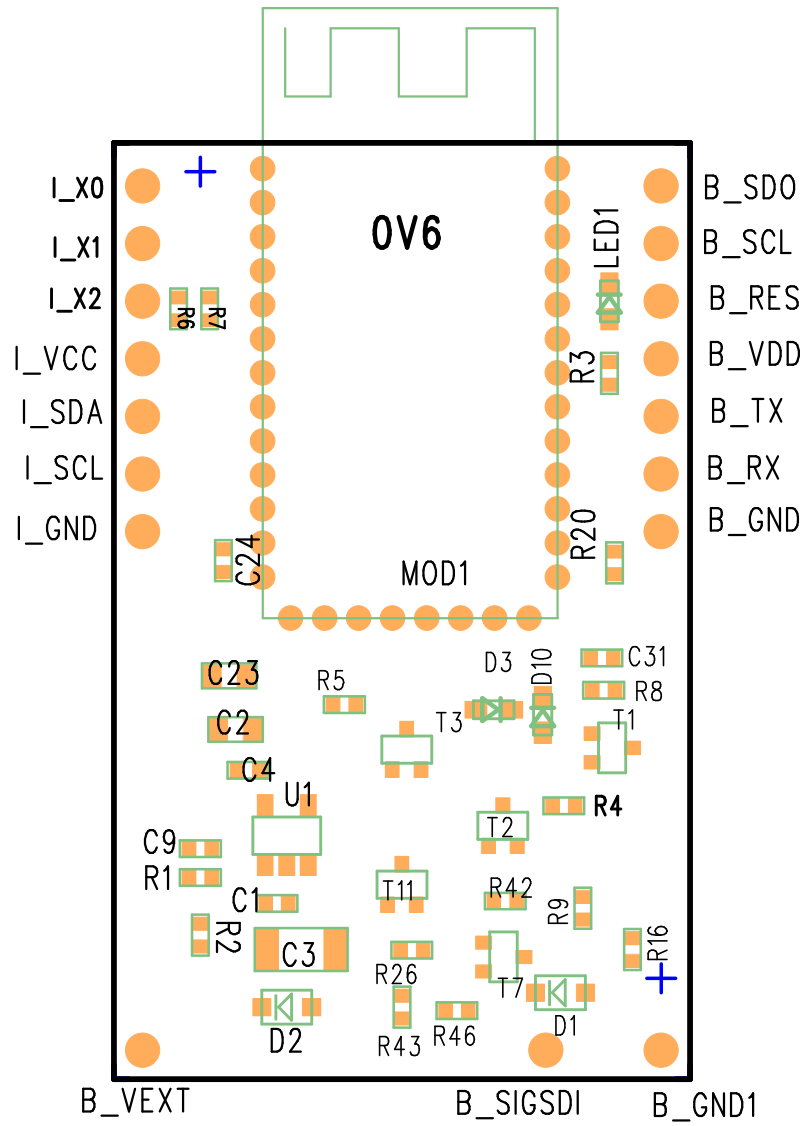 I_X0
B_SDO
I_X1
0V6
LED1
B_SCL
I_X2
R6
R7
B_RES
I_VCC
R3
B_VDD
I_SDA
B_TX
I_SCL
B_RX
I_GND
C24
MOD1
R20
B_GND
C23
R5
D3
D10
C31
R8
C2
T3
T1
C4
U1
R4
C9
T2
R1
C1
T11
R42
R9
R2
C3
R26
T7
R16
D2
R43
R46
D1
B_VEXT
B_SIGSDI
B_GND1